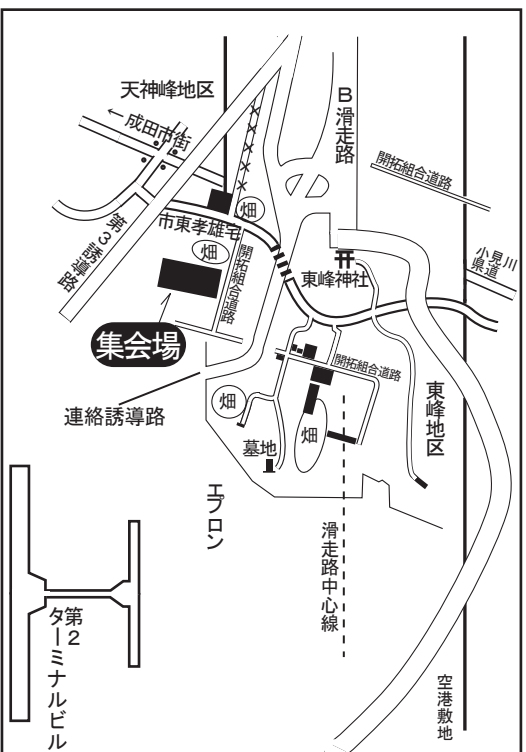 天神峰地区
← 成田市街
B滑走路
開拓組合道路
畑
市東孝雄宅
畑
開拓組合道路
第3誘導路
東峰神社
小見川
県道
集会場
開拓組合道路
連絡誘導路
畑
畑
東峰地区
墓地
エプロン
滑走路中心線
第2
ターミナルビル
空港敷地